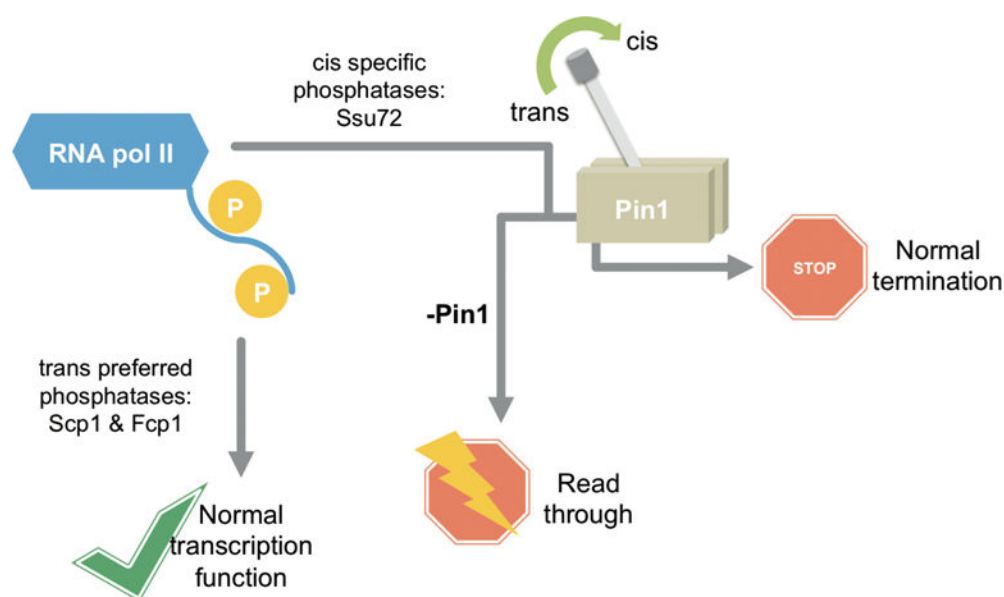 cis specific
phosphatases:
Ssu72
cis
trans
RNA pol II
P
P
Pin1
STOP
Normal
termination
-Pin1
trans preferred
phosphatases:
Scp1 & Fcp1
Normal
transcription
function
Read
through